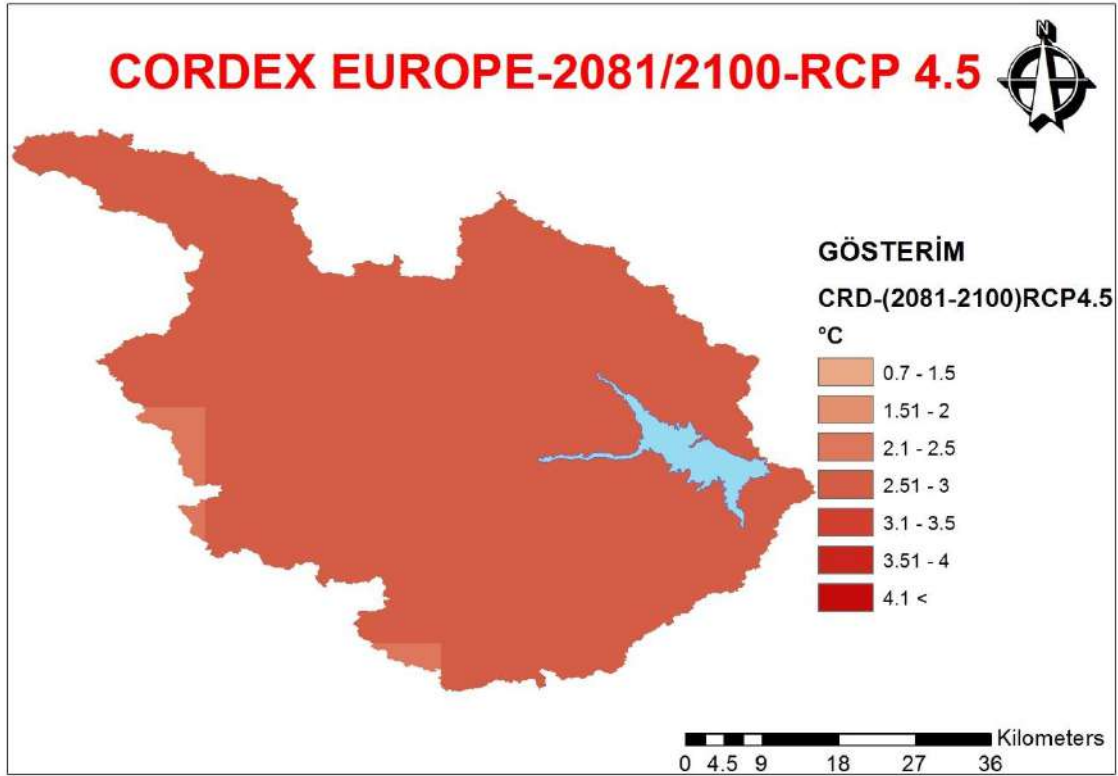 CORDEX EUROPE-2081/2100-RCP 4.5
N
GÖSTERİM
CRD-(2081-2100)RCP4.5
°C
0.7 - 1.5
1.51 - 2
2.1 - 2.5
2.51 - 3
3.1 - 3.5
3.51 - 4
4.1 <
Kilometers
0 4.5 9 18 27 36